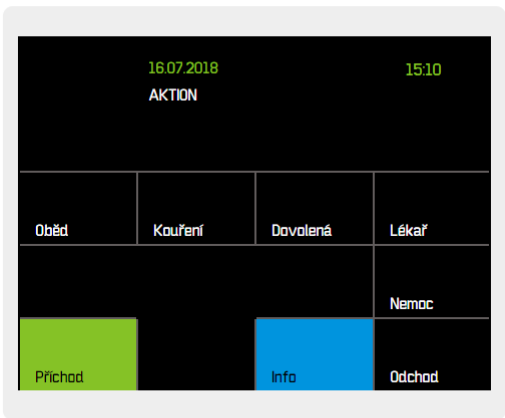 16.07.2018 15:10
AKTION
Oběd Kouření Dovolená Lékař
Nemoc
Příchod Info Odchod